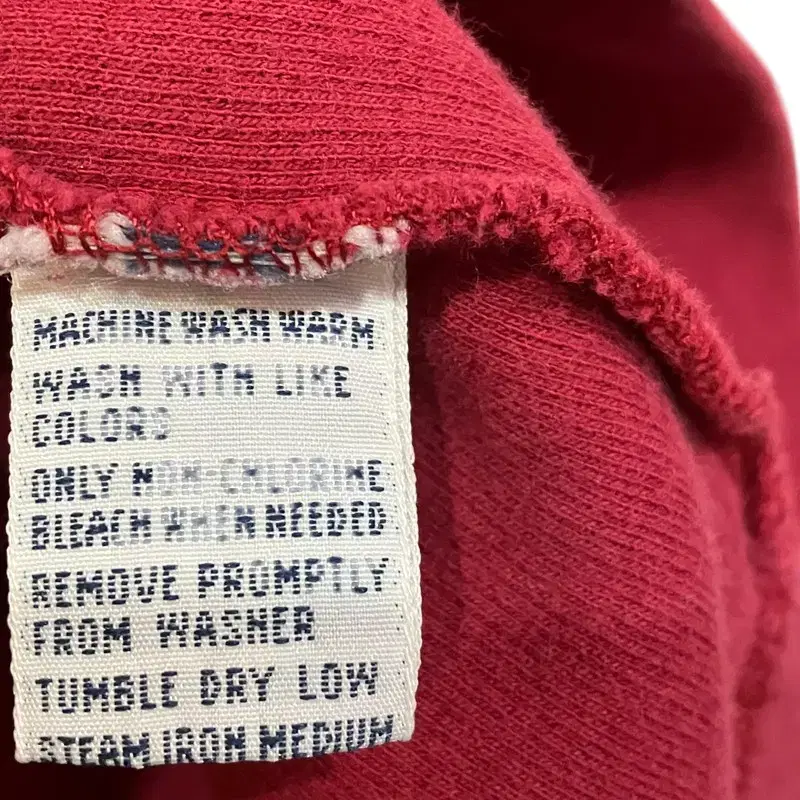 MACHINE WASH WARM
WASH WITH LIKE
COLORS
ONLY NON-CHLORINE
BLEACH WHEN NEEDED
REMOVE PROMPTLY
FROM WASHER
TUMBLE DRY LOW
STEAM IRON MEDIUM